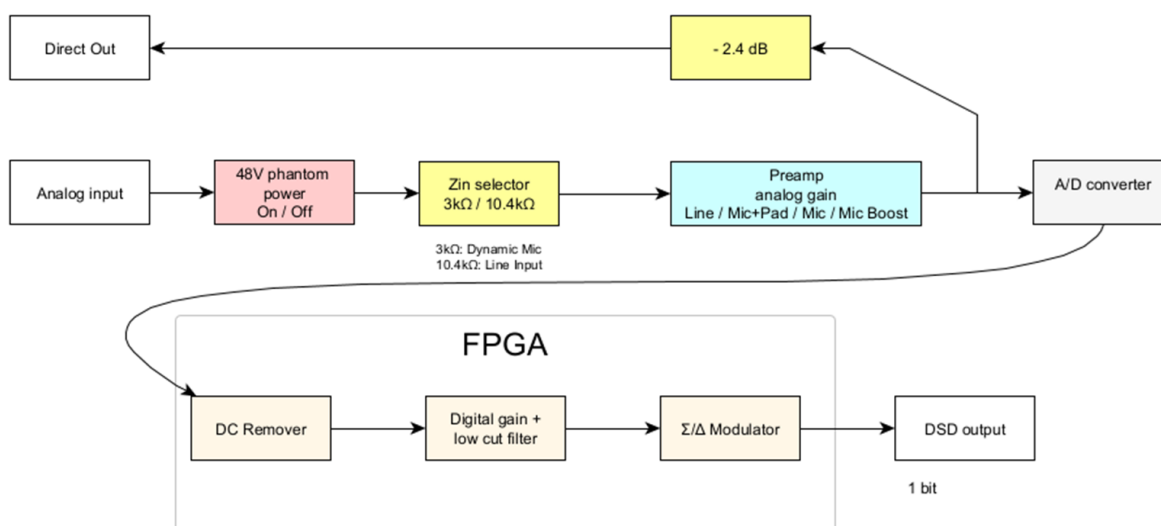 Direct Out
- 2.4 dB
Analog input
48V phantom
power
On / Off
Zin selector
3kΩ / 10.4kΩ
Preamp
analog gain
Line / Mic+Pad / Mic / Mic Boost
A/D converter
3kΩ: Dynamic Mic
10.4kΩ: Line Input
FPGA
DC Remover
Digital gain +
low cut filter
Σ/Δ Modulator
DSD output
1 bit